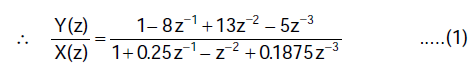 ∴ Y(z)/X(z) = (1 – 8z⁻¹ + 13z⁻² – 5z⁻³)/(1 + 0.25z⁻¹ – z⁻² + 0.1875z⁻³) .....(1)